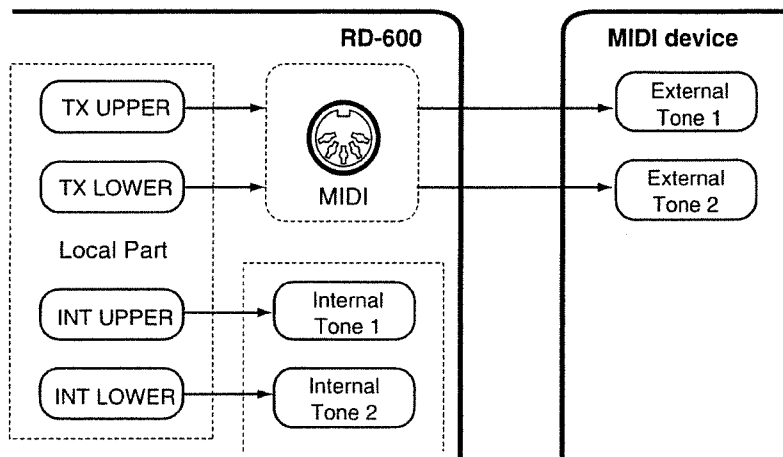 RD-600
MIDI device
TX UPPER
External
Tone 1
TX LOWER
MIDI
External
Tone 2
Local Part
INT UPPER
Internal
Tone 1
INT LOWER
Internal
Tone 2